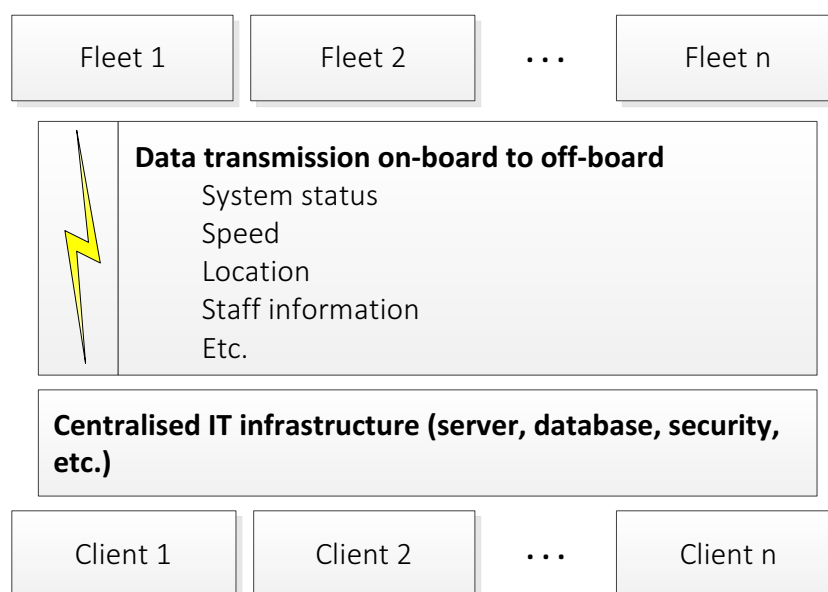 Fleet 1 Fleet 2 ... Fleet n
Data transmission on-board to off-board
System status
Speed
Location
Staff information
Etc.
Centralised IT infrastructure (server, database, security,
etc.)
Client 1 Client 2 ... Client n